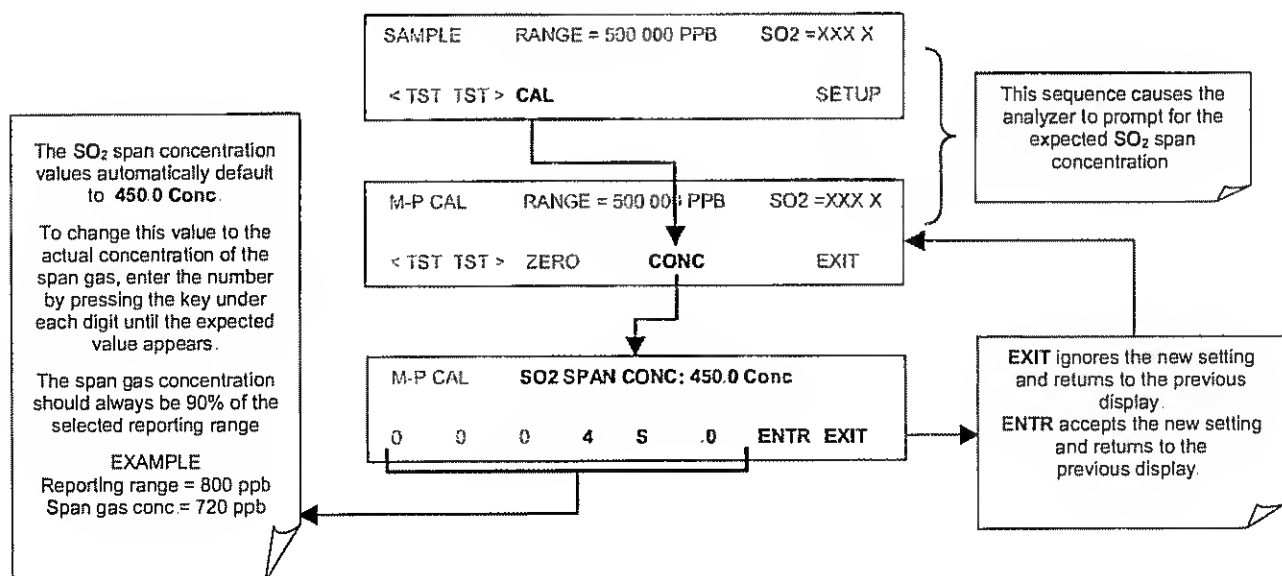 SAMPLE RANGE = 500 000 PPB SO2 =XXX X
< TST TST > CAL SETUP
This sequence causes the
analyzer to prompt for the
expected SO₂ span
concentration
The SO₂ span concentration
values automatically default
to 450.0 Conc.
To change this value to the
actual concentration of the
span gas, enter the number
by pressing the key under
each digit until the expected
value appears.
The span gas concentration
should always be 90% of the
selected reporting range
EXAMPLE
Reporting range = 800 ppb
Span gas conc.= 720 ppb
M-P CAL RANGE = 500 000 PPB SO2 =XXX X
< TST TST > ZERO CONC EXIT
M-P CAL SO2 SPAN CONC: 450.0 Conc
0 0 0 4 S .0 ENTR EXIT
EXIT ignores the new setting
and returns to the previous
display.
ENTR accepts the new setting
and returns to the
previous display.